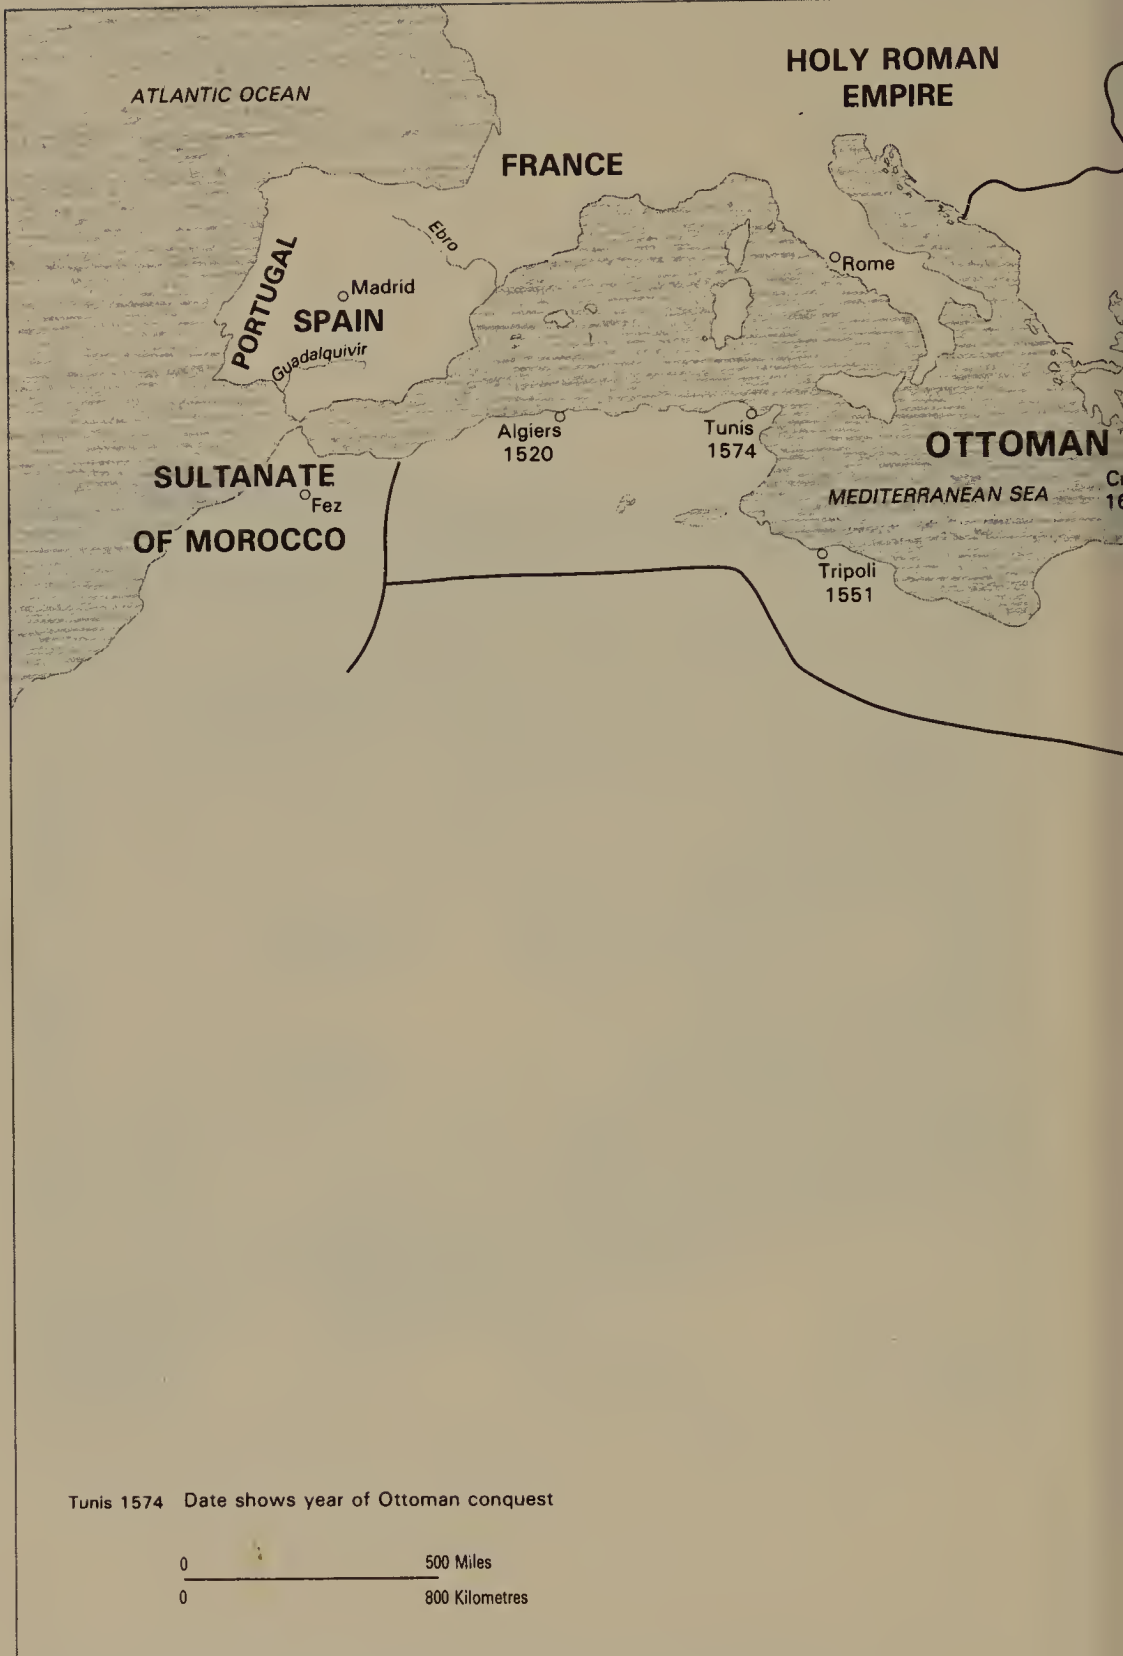 HOLY ROMAN
EMPIRE
ATLANTIC OCEAN
FRANCE
Ebro
PORTUGAL
Rome
Madrid
SPAIN
Guadalquivir
Algiers
1520
Tunis
1574
OTTOMAN
SULTANATE
Fez
OF MOROCCO
MEDITERRANEAN SEA
Tripoli
1551
Tunis 1574 Date shows year of Ottoman conquest
0 500 Miles
0 800 Kilometres